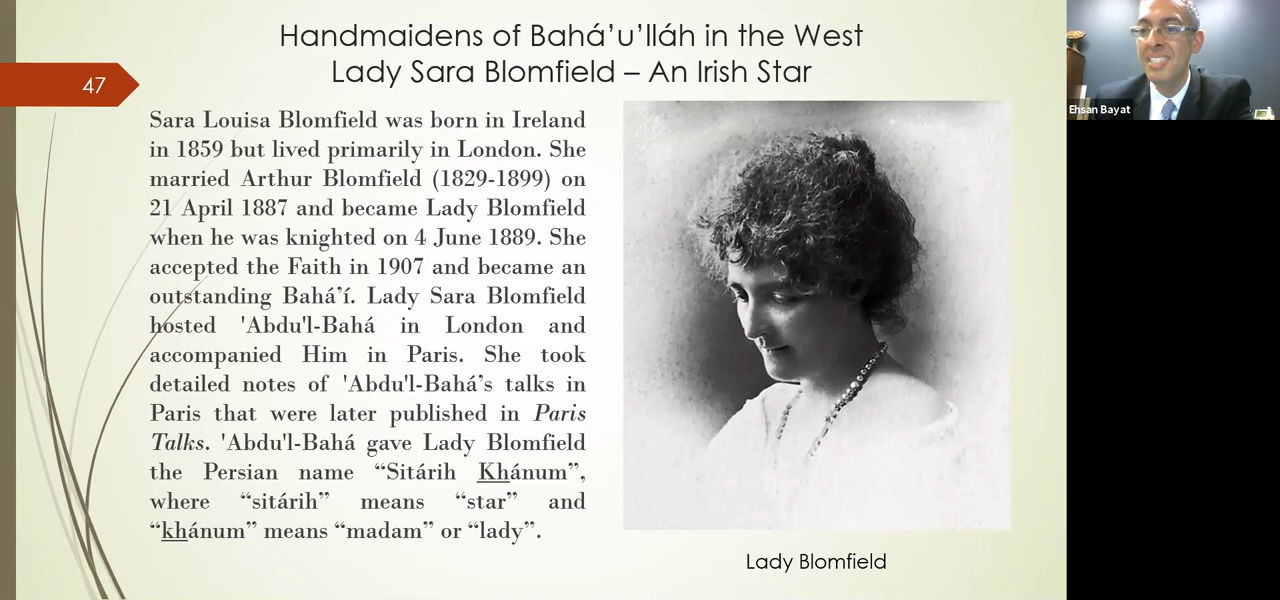 Handmaidens of Bahá’u’lláh in the West
Lady Sara Blomfield – An Irish Star
47
Sara Louisa Blomfield was born in Ireland
in 1859 but lived primarily in London. She
married Arthur Blomfield (1829-1899) on
21 April 1887 and became Lady Blomfield
when he was knighted on 4 June 1889. She
accepted the Faith in 1907 and became an
outstanding Bahá’í. Lady Sara Blomfield
hosted 'Abdu'l-Bahá in London and
accompanied Him in Paris. She took
detailed notes of 'Abdu'l-Bahá’s talks in
Paris that were later published in Paris
Talks. 'Abdu'l-Bahá gave Lady Blomfield
the Persian name “Sitárih Khánum”,
where “sitárih” means “star” and
“khánum” means “madam” or “lady”.
Lady Blomfield
Ehsan Bayat